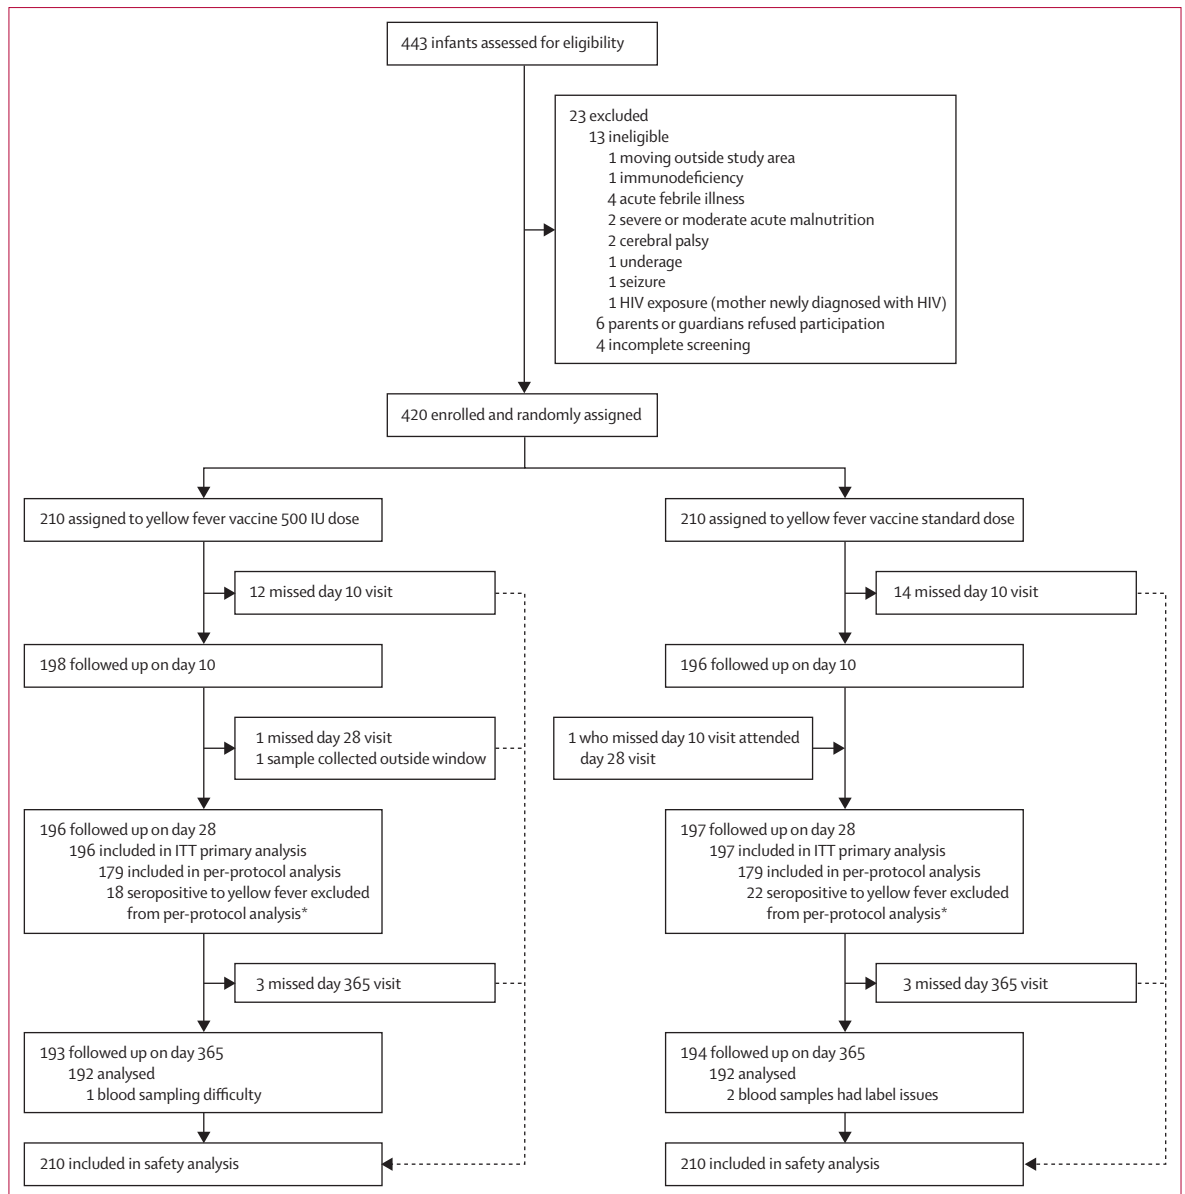 443 infants assessed for eligibility
23 excluded
13 ineligible
1 moving outside study area
1 immunodeficiency
4 acute febrile illness
2 severe or moderate acute malnutrition
2 cerebral palsy
1 underage
1 seizure
1 HIV exposure (mother newly diagnosed with HIV)
6 parents or guardians refused participation
4 incomplete screening
420 enrolled and randomly assigned
210 assigned to yellow fever vaccine 500 IU dose
210 assigned to yellow fever vaccine standard dose
12 missed day 10 visit
14 missed day 10 visit
198 followed up on day 10
196 followed up on day 10
1 missed day 28 visit
1 sample collected outside window
1 who missed day 10 visit attended
day 28 visit
196 followed up on day 28
196 included in ITT primary analysis
179 included in per-protocol analysis
18 seropositive to yellow fever excluded
from per-protocol analysis*
197 followed up on day 28
197 included in ITT primary analysis
179 included in per-protocol analysis
22 seropositive to yellow fever excluded
from per-protocol analysis*
3 missed day 365 visit
3 missed day 365 visit
193 followed up on day 365
192 analysed
1 blood sampling difficulty
194 followed up on day 365
192 analysed
2 blood samples had label issues
210 included in safety analysis
210 included in safety analysis